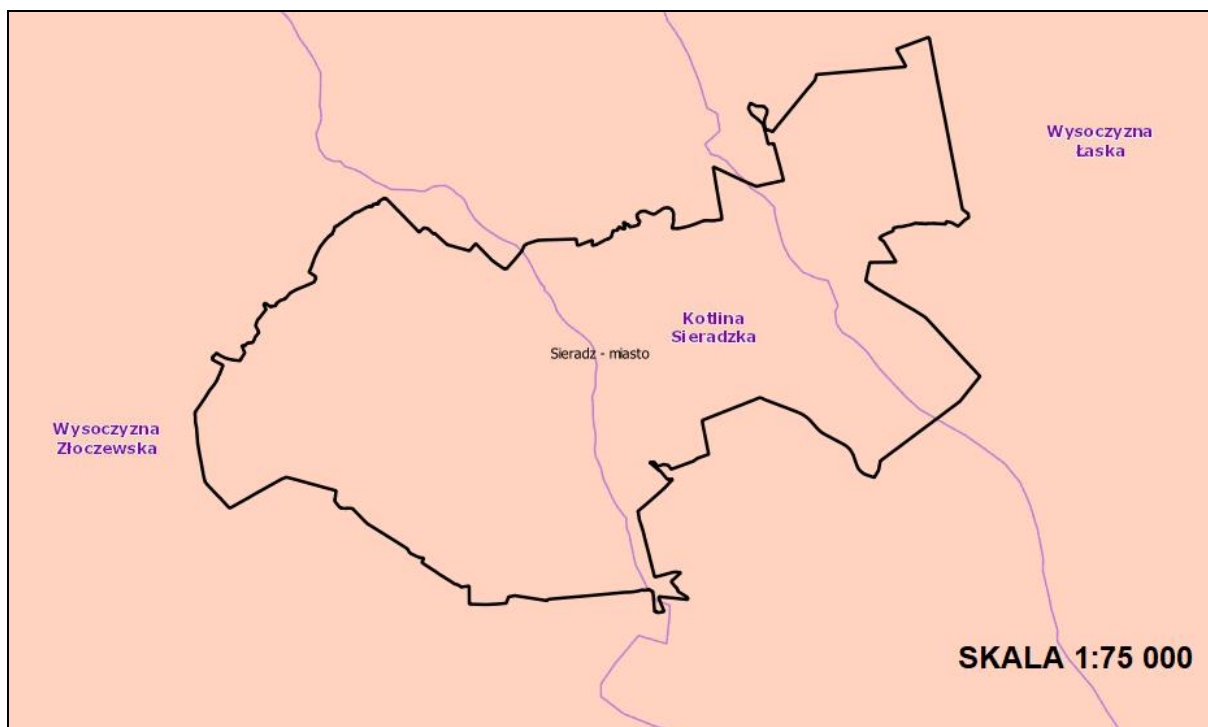 Wysoczyzna
Łaska
Kotlina
Sieradzka
Sieradz - miasto
Wysoczyzna
Złoczewska
SKALA 1:75 000